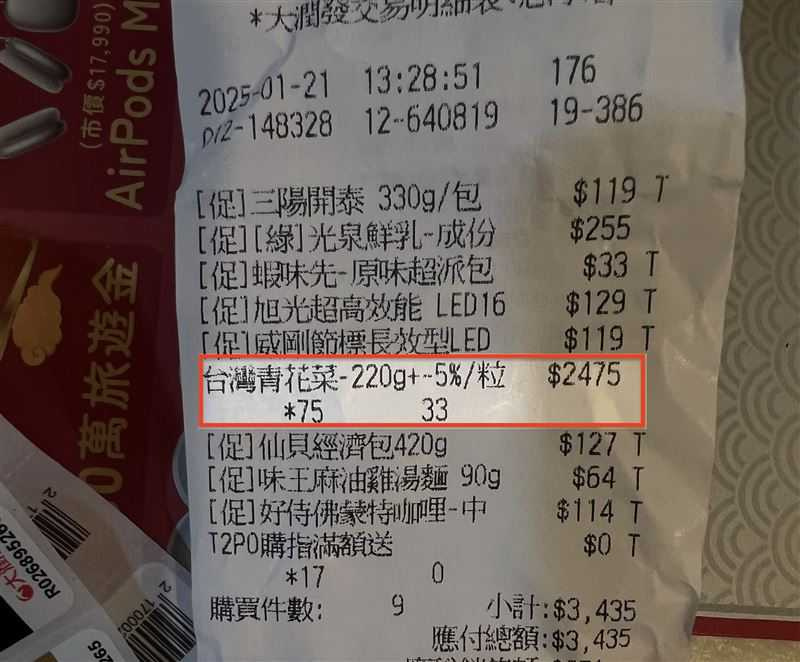 *大潤發交易明細表
2025-01-21 13:28:51 176
D12-148328 12-640819 19-386
[促]三陽開泰 330g/包 $119 T
[促][綠]光泉鮮乳-成份 $255
[促]蝦味先-原味超派包 $33 T
[促]旭光超高效能 LED16 $129 T
[促]威剛節標長效型LED $119 T
台灣青花菜-220g+-5%/粒 $2475
*75 33
[促]仙貝經濟包420g $127 T
[促]味王麻油雞湯麵 90g $64 T
[促]好侍佛蒙特咖哩-中 $114 T
T2PO購指滿額送 $0 T
*17 0
購買件數: 9 小計:$3,435
應付總額:$3,435
(市價$17,990)
AirPods M
0萬旅遊金
R02689526
大潤